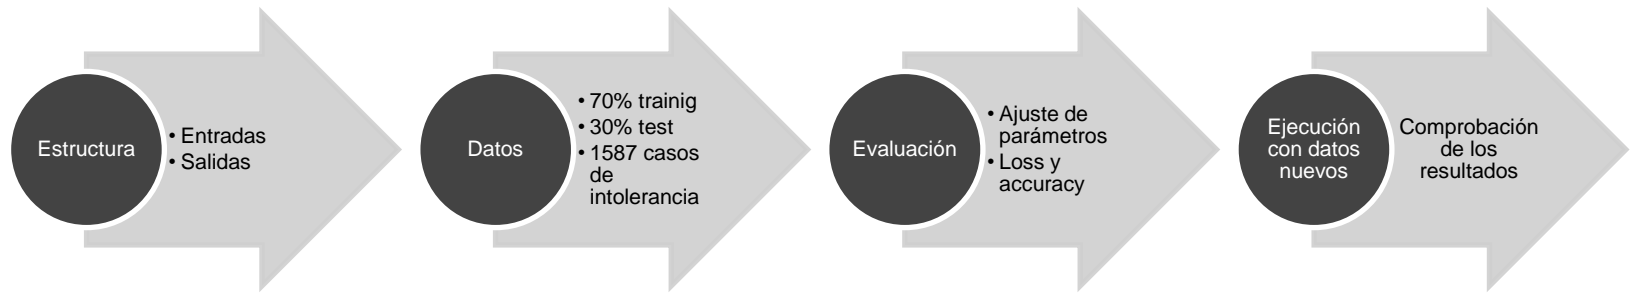 Estructura
• Entradas
• Salidas
Datos
• 70% trainig
• 30% test
• 1587 casos
de
intolerancia
Evaluación
• Ajuste de
parámetros
• Loss y
accuracy
Ejecución
con datos
nuevos
Comprobación
de los
resultados